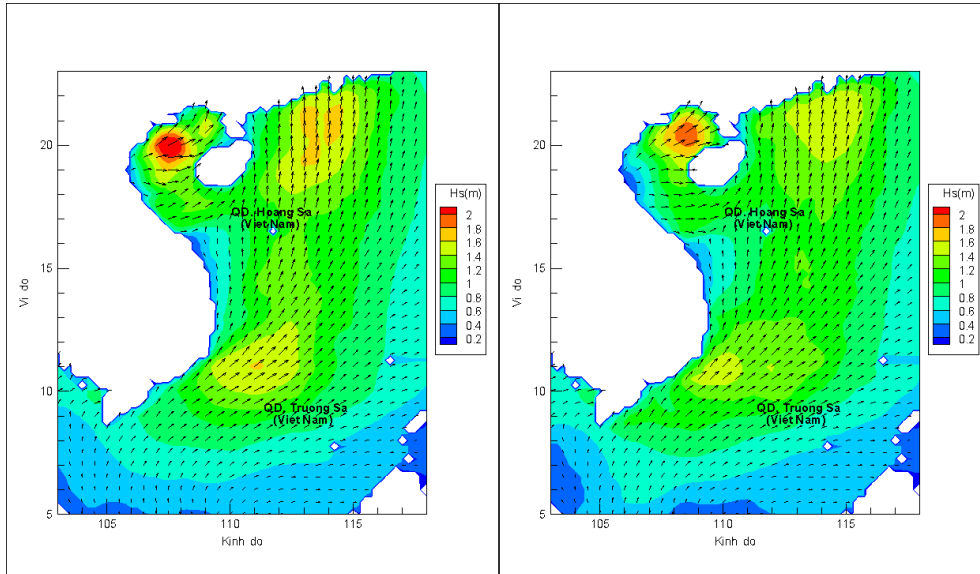 20
15
10
5
105
110
115
Vi do
Kinh do
QD. Hoang Sa
(Viet Nam)
QD. Truong Sa
(Viet Nam)
Hs(m)
2
1.8
1.6
1.4
1.2
1
0.8
0.6
0.4
0.2
20
15
10
5
105
110
115
Vi do
Kinh do
QD. Hoang Sa
(Viet Nam)
QD. Truong Sa
(Viet Nam)
Hs(m)
2
1.8
1.6
1.4
1.2
1
0.8
0.6
0.4
0.2